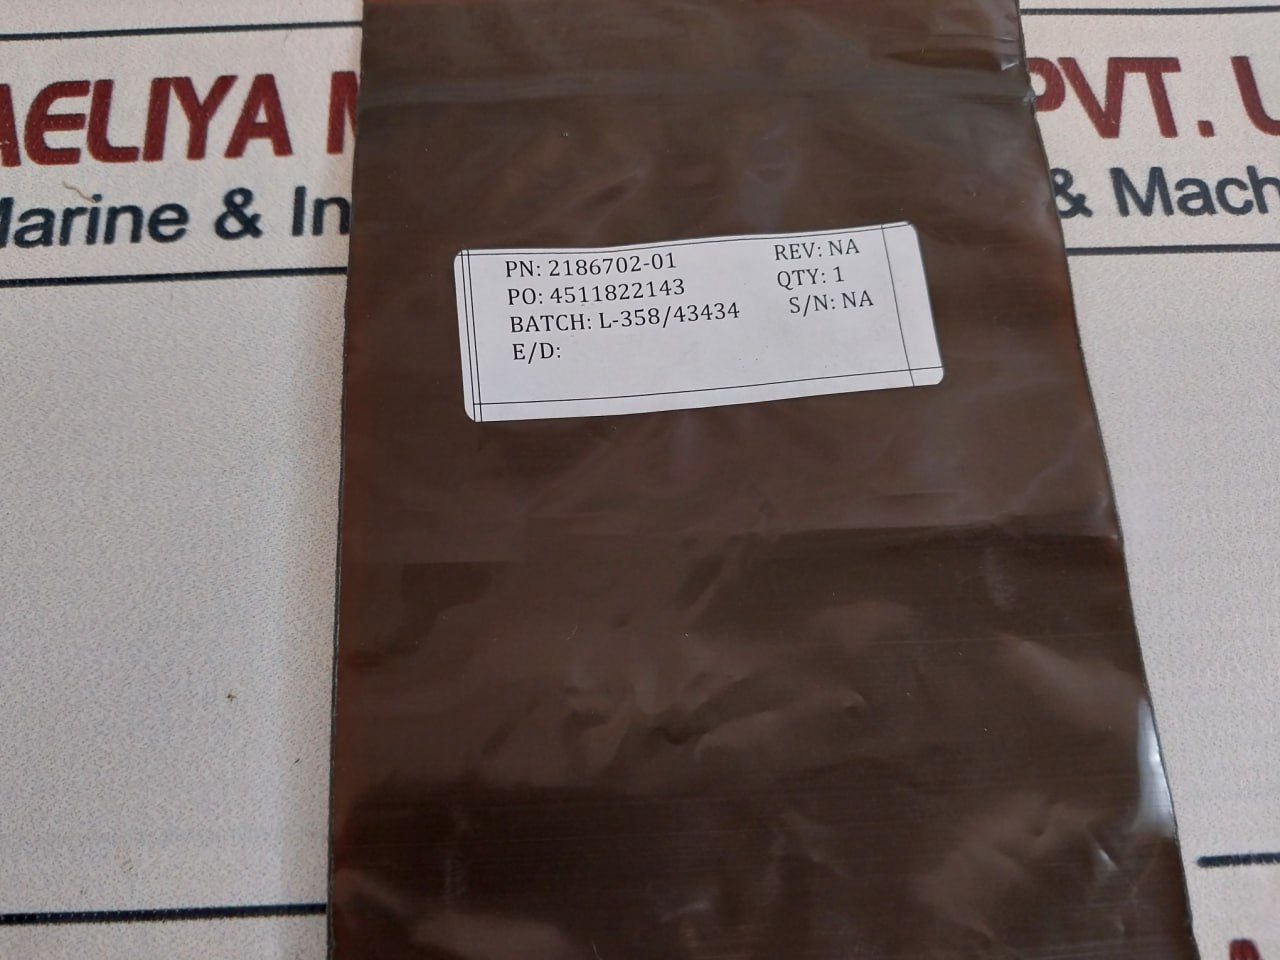 AELIYA M PVT. U
Marine & In & Mach
PN: 2186702-01 REV: NA
PO: 4511822143 QTY: 1
BATCH: L-358/43434 S/N: NA
E/D: